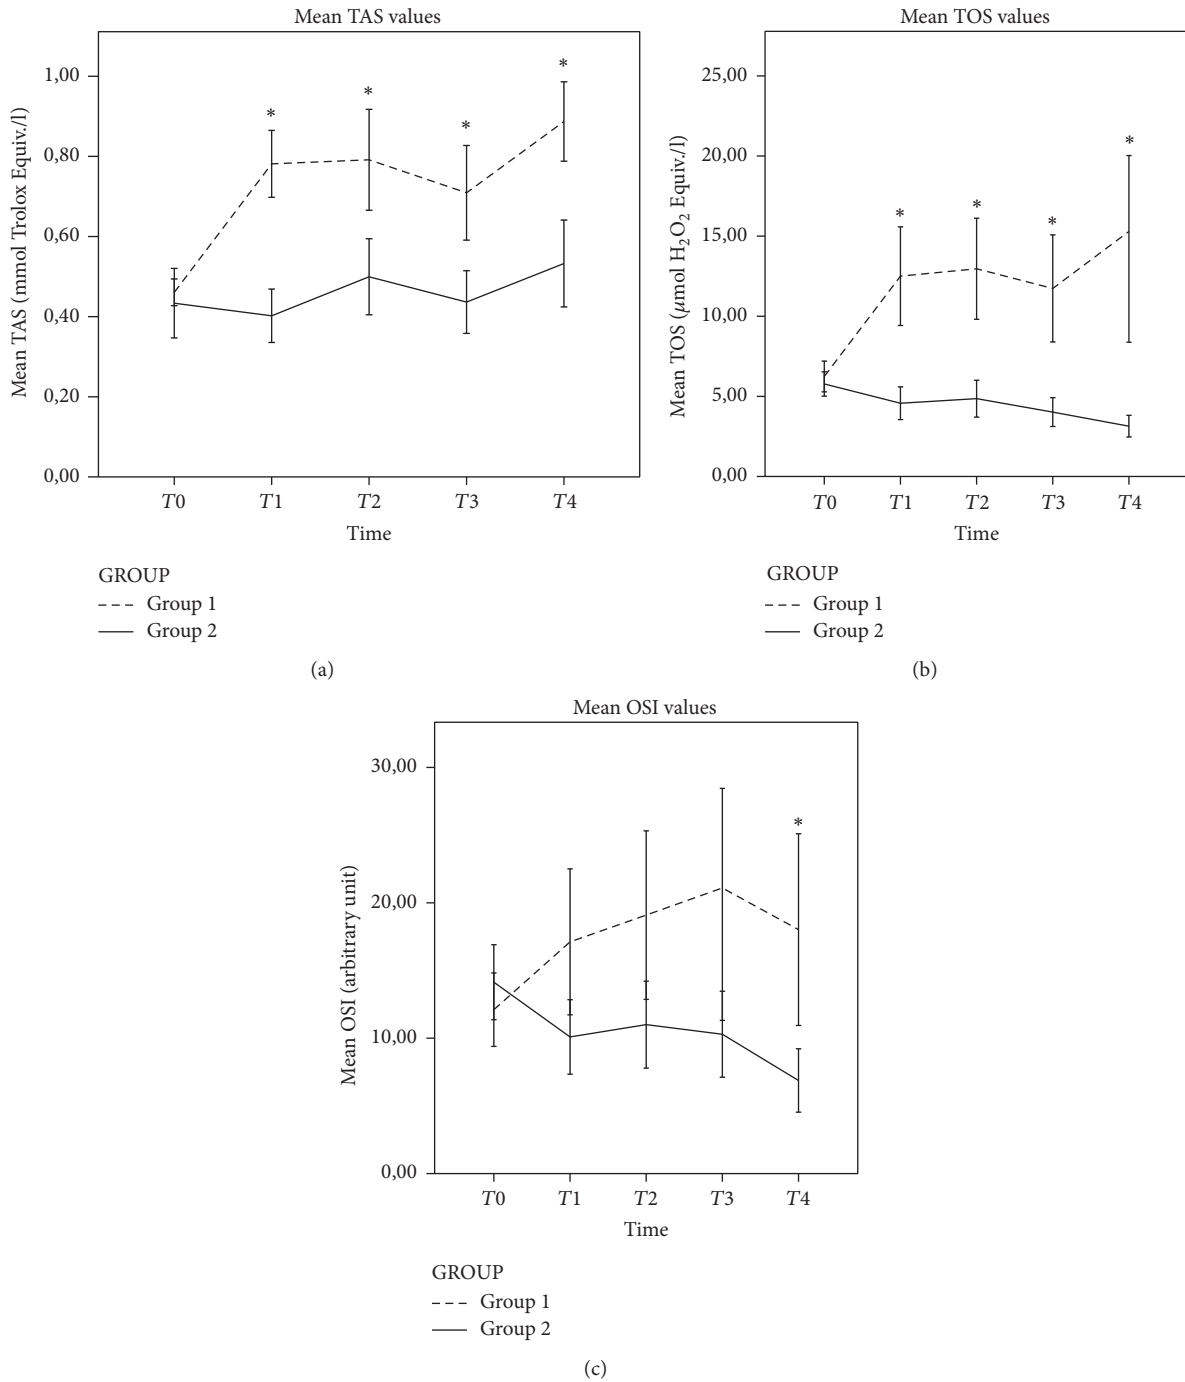 Mean TAS values
Mean TAS (mmol Trolox Equiv./l)
1,00
0,80
0,60
0,40
0,20
0,00
* * * *
T0 T1 T2 T3 T4
Time
GROUP
Group 1
Group 2
(a)
Mean TOS values
Mean TOS (μmol H₂O₂ Equiv./l)
25,00
20,00
15,00
10,00
5,00
0,00
* * * *
T0 T1 T2 T3 T4
Time
GROUP
Group 1
Group 2
(b)
Mean OSI values
Mean OSI (arbitrary unit)
30,00
20,00
10,00
0,00
*
T0 T1 T2 T3 T4
Time
GROUP
Group 1
Group 2
(c)